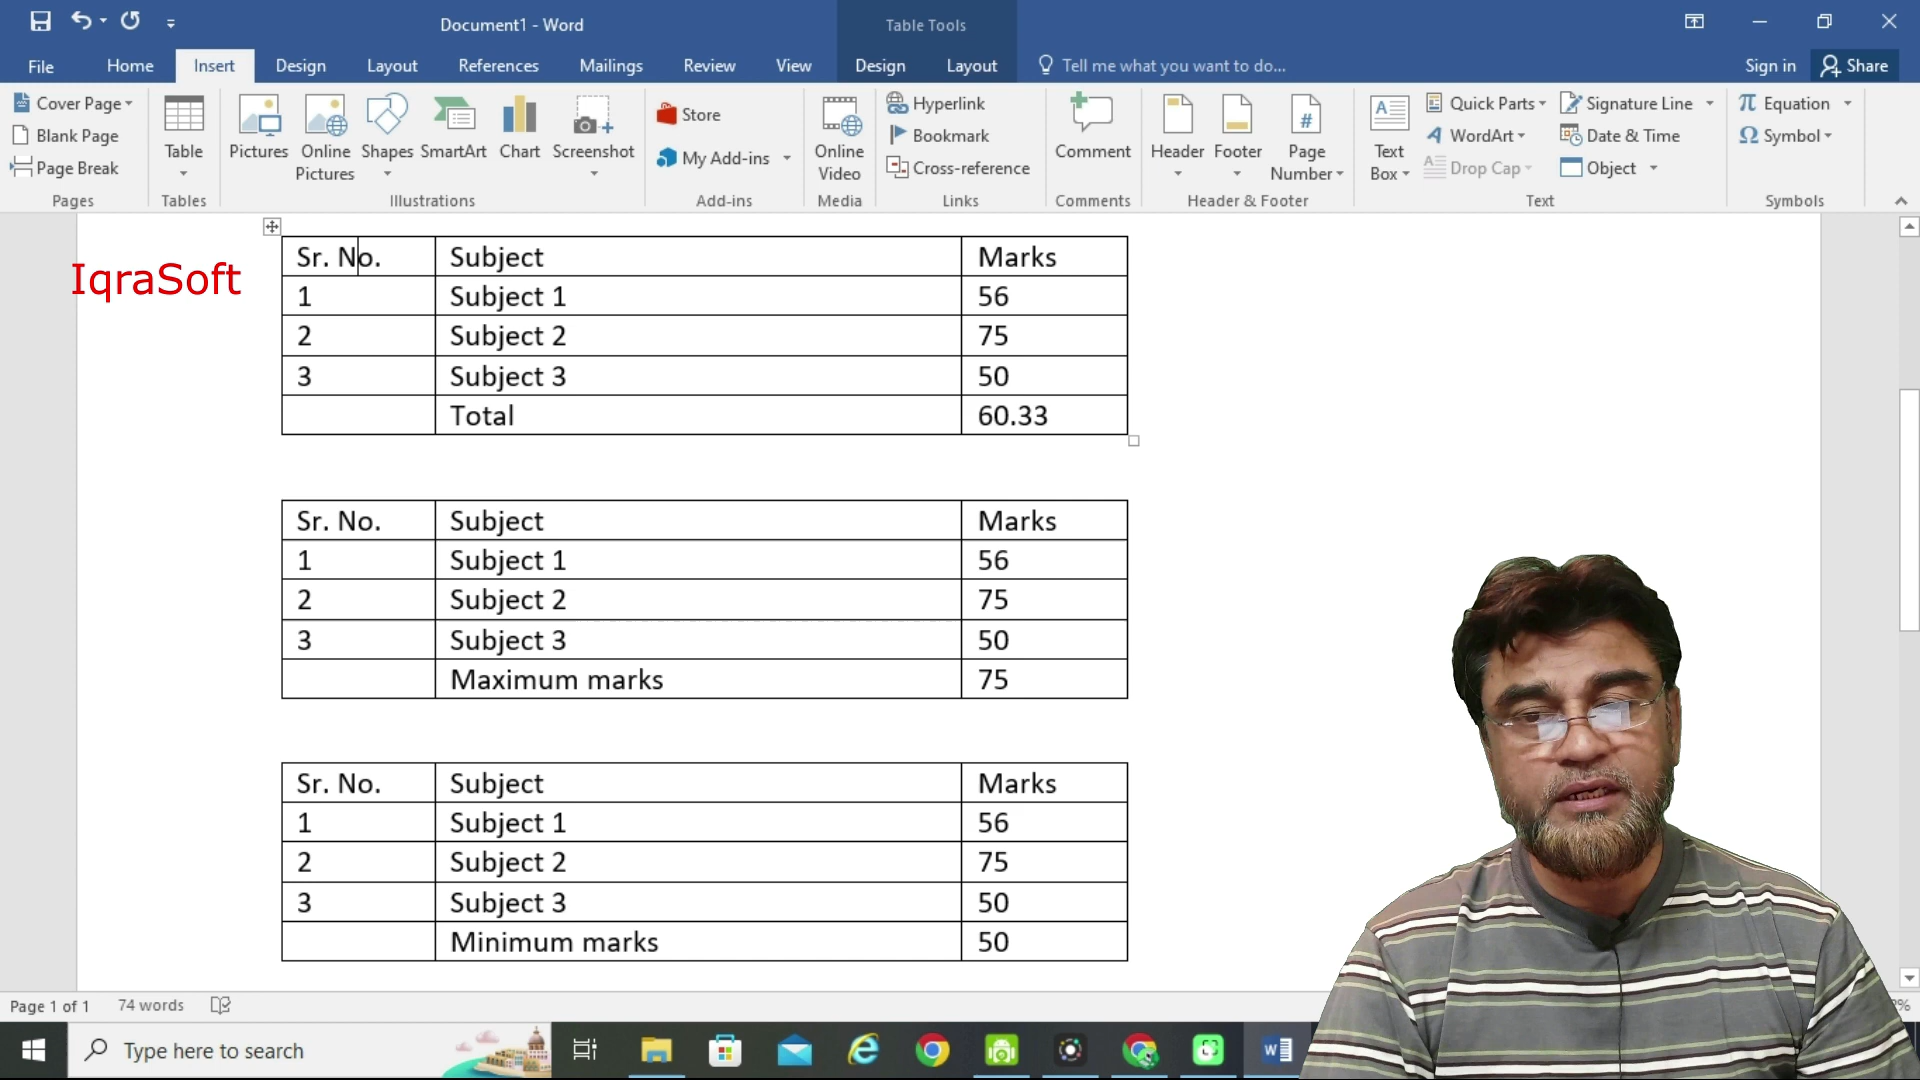 Document1 - Word
Table Tools
File Home Insert Design Layout References Mailings Review View Design Layout Tell me what you want to do... Sign in Share
Cover Page
Blank Page
Page Break
Pages
Table
Tables
Pictures
Online Pictures
Shapes
SmartArt
Chart
Screenshot
Illustrations
Store
My Add-ins
Add-ins
Online Video
Media
Hyperlink
Bookmark
Cross-reference
Links
Comment
Comments
Header
Footer
Page Number
#
Header & Footer
Text Box
A
Quick Parts
WordArt
Drop Cap
Signature Line
Date & Time
Object
Text
π Equation
Ω Symbol
Symbols
IqraSoft
Sr. No. Subject Marks
1 Subject 1 56
2 Subject 2 75
3 Subject 3 50
Total 60.33
Sr. No. Subject Marks
1 Subject 1 56
2 Subject 2 75
3 Subject 3 50
Maximum marks 75
Sr. No. Subject Marks
1 Subject 1 56
2 Subject 2 75
3 Subject 3 50
Minimum marks 50
Page 1 of 1 74 words
Type here to search